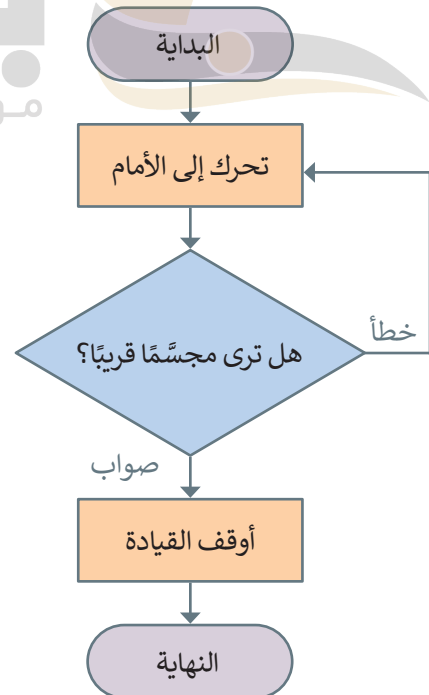 البداية
تحرك إلى الأمام
هل ترى مجسَّمًا قريبًا؟
خطأ
صواب
أوقف القيادة
النهاية